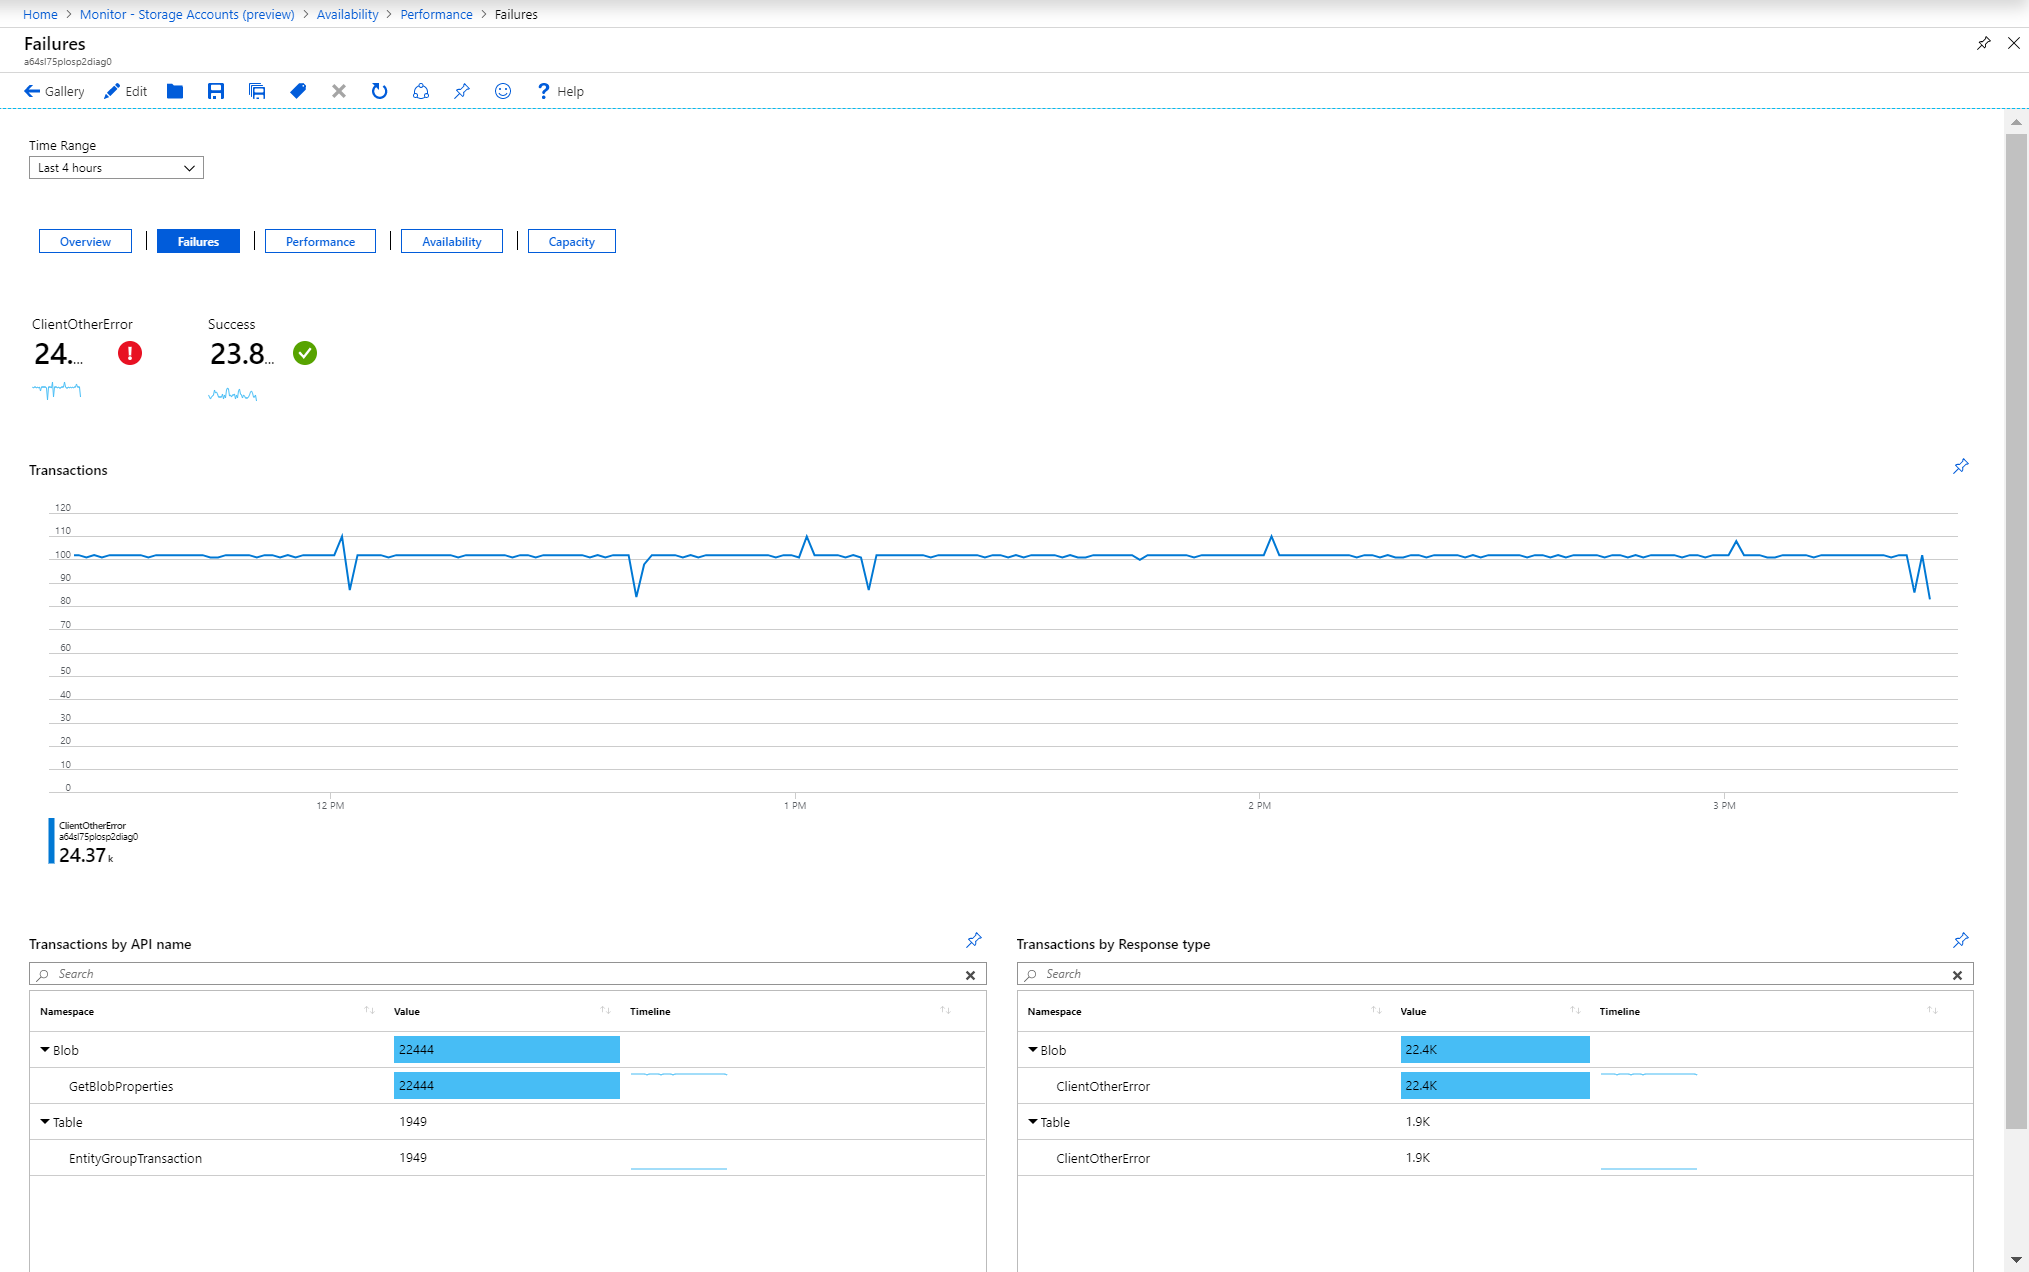 Home > Monitor - Storage Accounts (preview) > Availability > Performance > Failures
Failures
a64sl75plosp2diag0
Gallery Edit ? Help
Time Range
Last 4 hours
Overview | Failures | Performance | Availability | Capacity
ClientOtherError Success
24.... 23.8...
Transactions
120
110
100
90
80
70
60
50
40
30
20
10
0
12 PM 1 PM 2 PM 3 PM
ClientOtherError
a64sl75plosp2diag0
24.37 k
Transactions by API name
Search
Namespace Value Timeline
Blob 22444
GetBlobProperties 22444
Table 1949
EntityGroupTransaction 1949
Transactions by Response type
Search
Namespace Value Timeline
Blob 22.4K
ClientOtherError 22.4K
Table 1.9K
ClientOtherError 1.9K